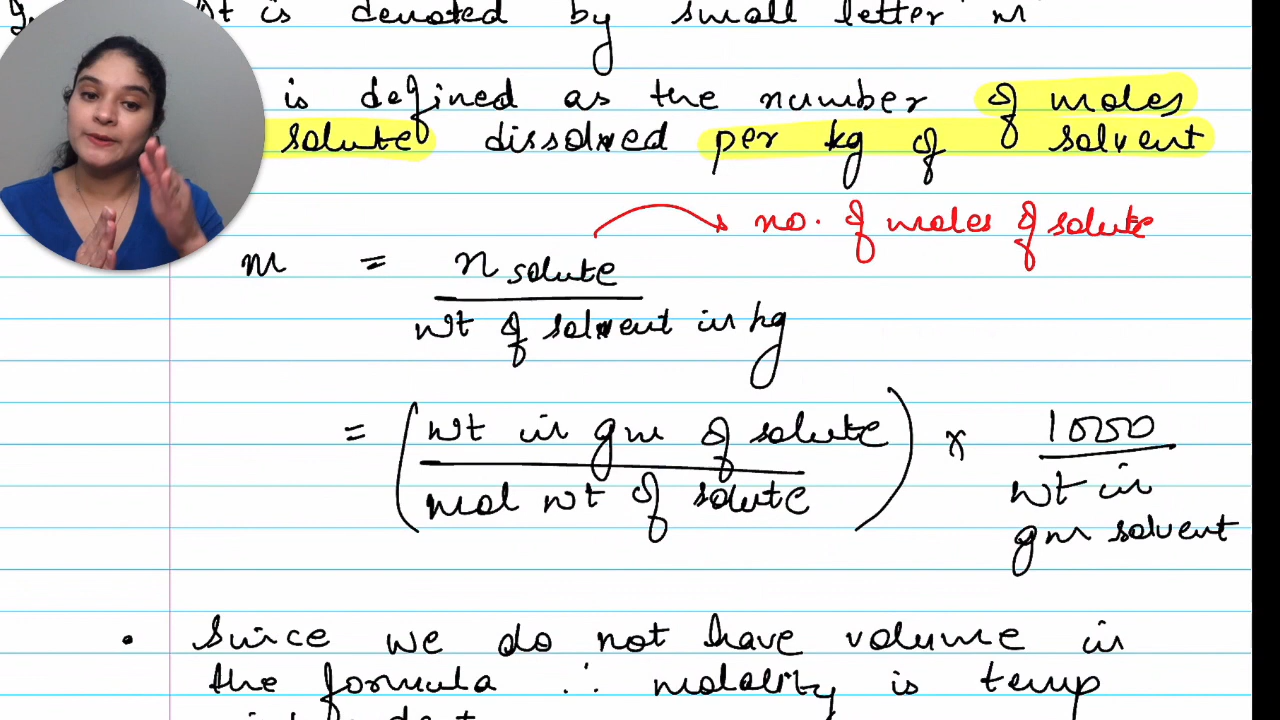 It is denoted by small letter m
is defined as the number of moles
solute dissolved per kg of solvent
no. of moles of solute
m = n solute
wt of solvent in kg
= ( wt in gm of solute ) x 1000
mol wt of solute
wt in
gm solvent
• Since we do not have volume in
the formula ∴ molality is temp